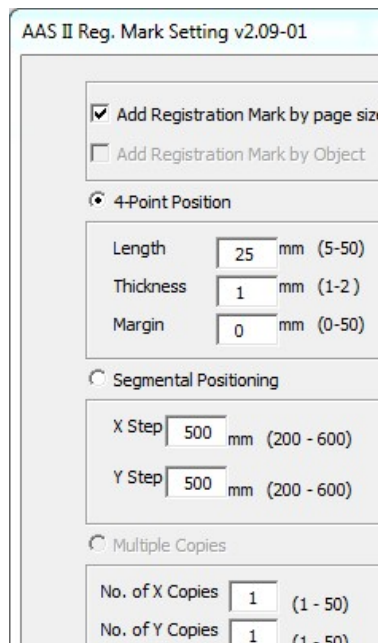 AAS II Reg. Mark Setting v2.09-01
Add Registration Mark by page size
Add Registration Mark by Object
4-Point Position
Length 25 mm (5-50)
Thickness 1 mm (1-2 )
Margin 0 mm (0-50)
Segmental Positioning
X Step 500 mm (200 - 600)
Y Step 500 mm (200 - 600)
Multiple Copies
No. of X Copies 1 (1 - 50)
No. of Y Copies 1 (1 - 50)